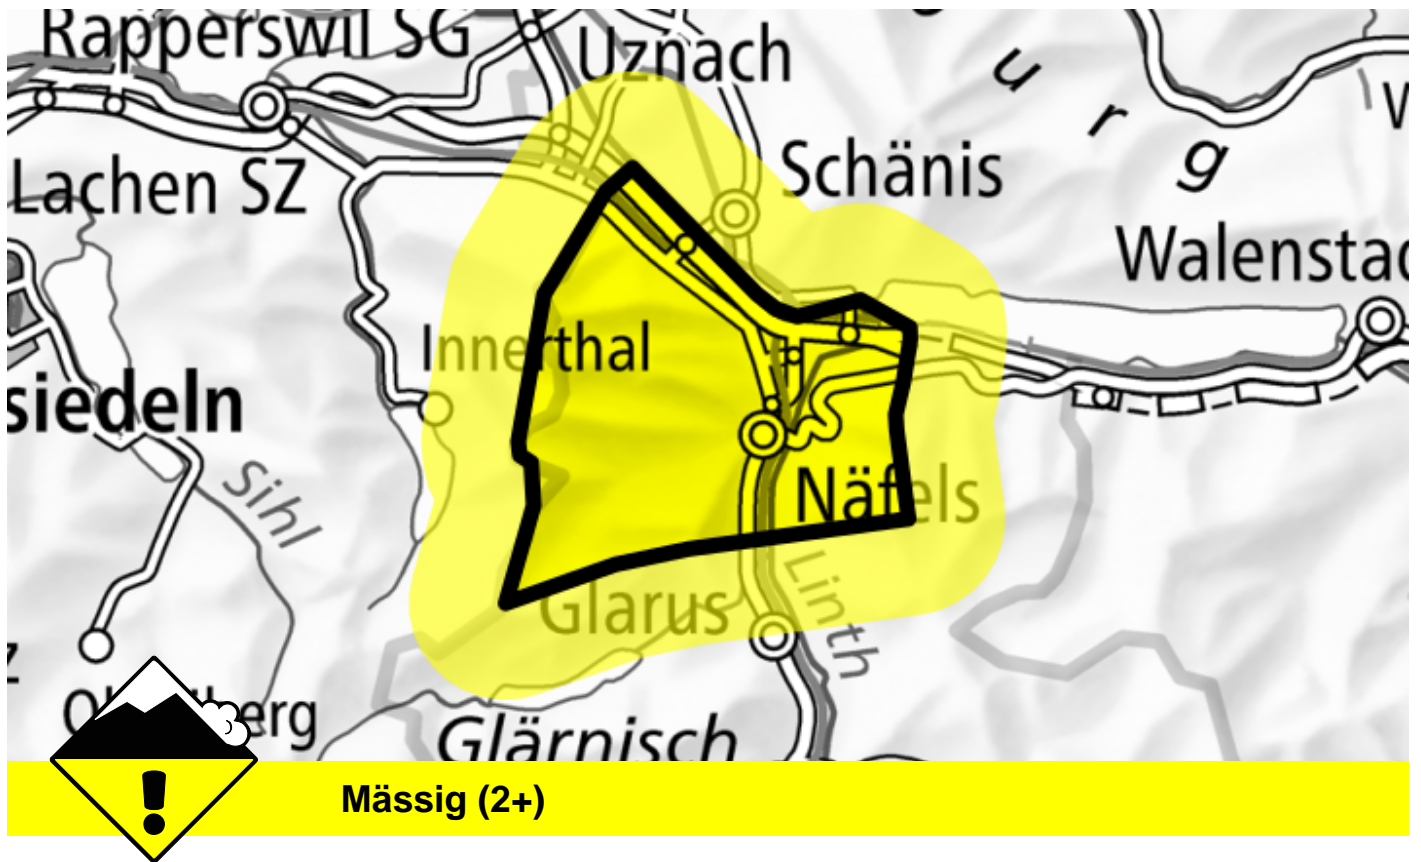 Rapperswil SG
Uznach
u
r
g
Schänis
Lachen SZ
Walenstad
Innerthal
siedeln
Näfels
Sihl
Linth
Glarus
Glärnisch
Mässig (2+)